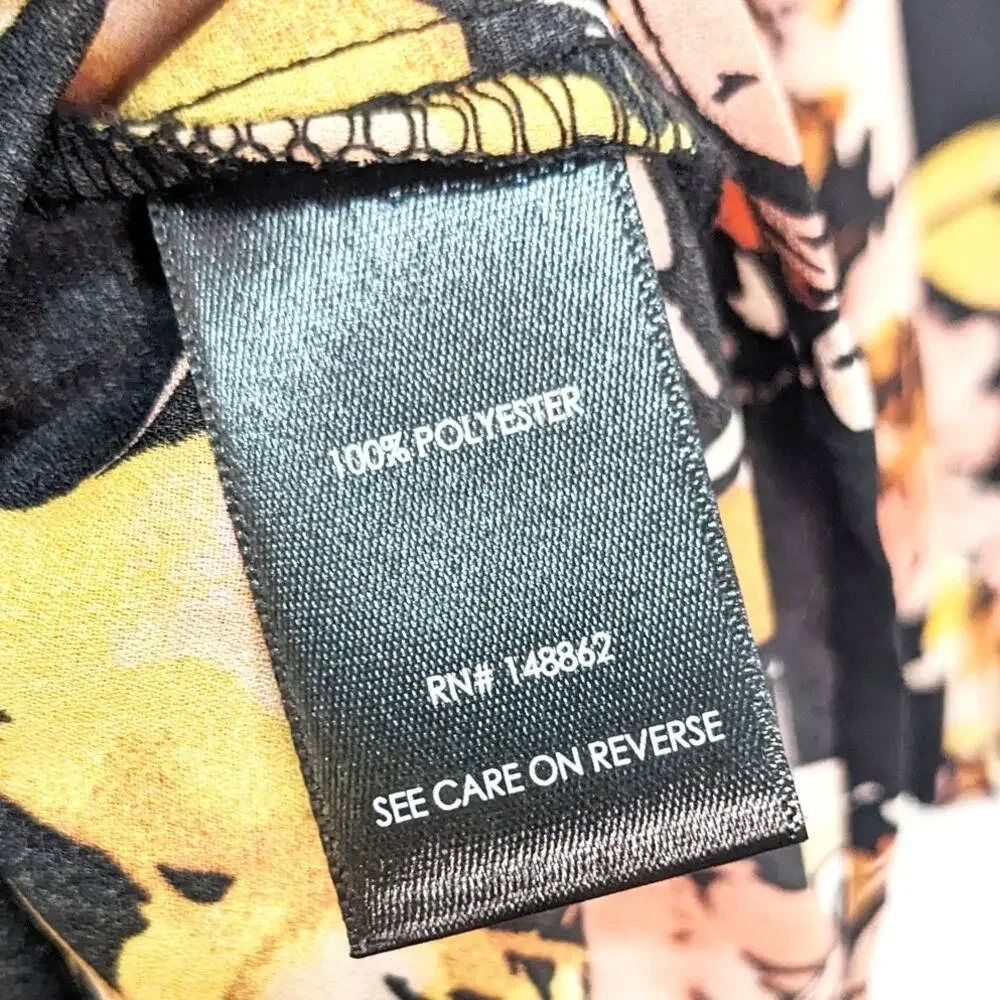 100% POLYESTER
RN# 148862
SEE CARE ON REVERSE